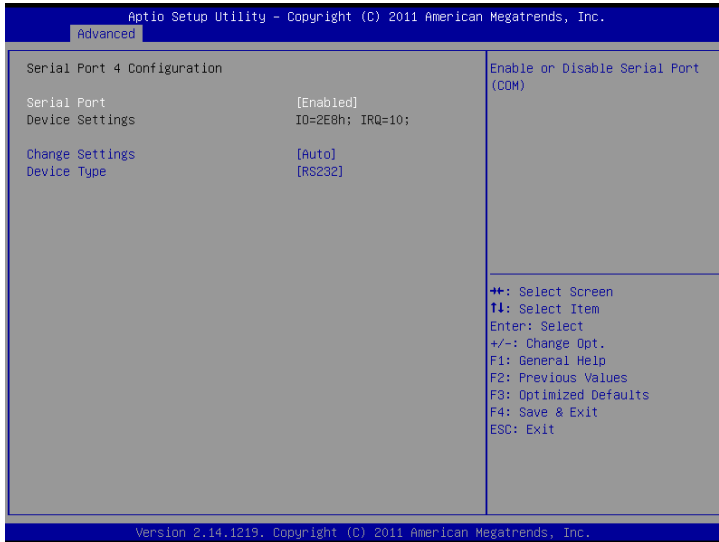 Aptio Setup Utility – Copyright (C) 2011 American Megatrends, Inc.
Advanced
Serial Port 4 Configuration
Serial Port [Enabled]
Device Settings IO=2E8h; IRQ=10;
Change Settings [Auto]
Device Type [RS232]
Enable or Disable Serial Port
(COM)
→←: Select Screen
↑↓: Select Item
Enter: Select
+/-: Change Opt.
F1: General Help
F2: Previous Values
F3: Optimized Defaults
F4: Save & Exit
ESC: Exit
Version 2.14.1219. Copyright (C) 2011 American Megatrends, Inc.